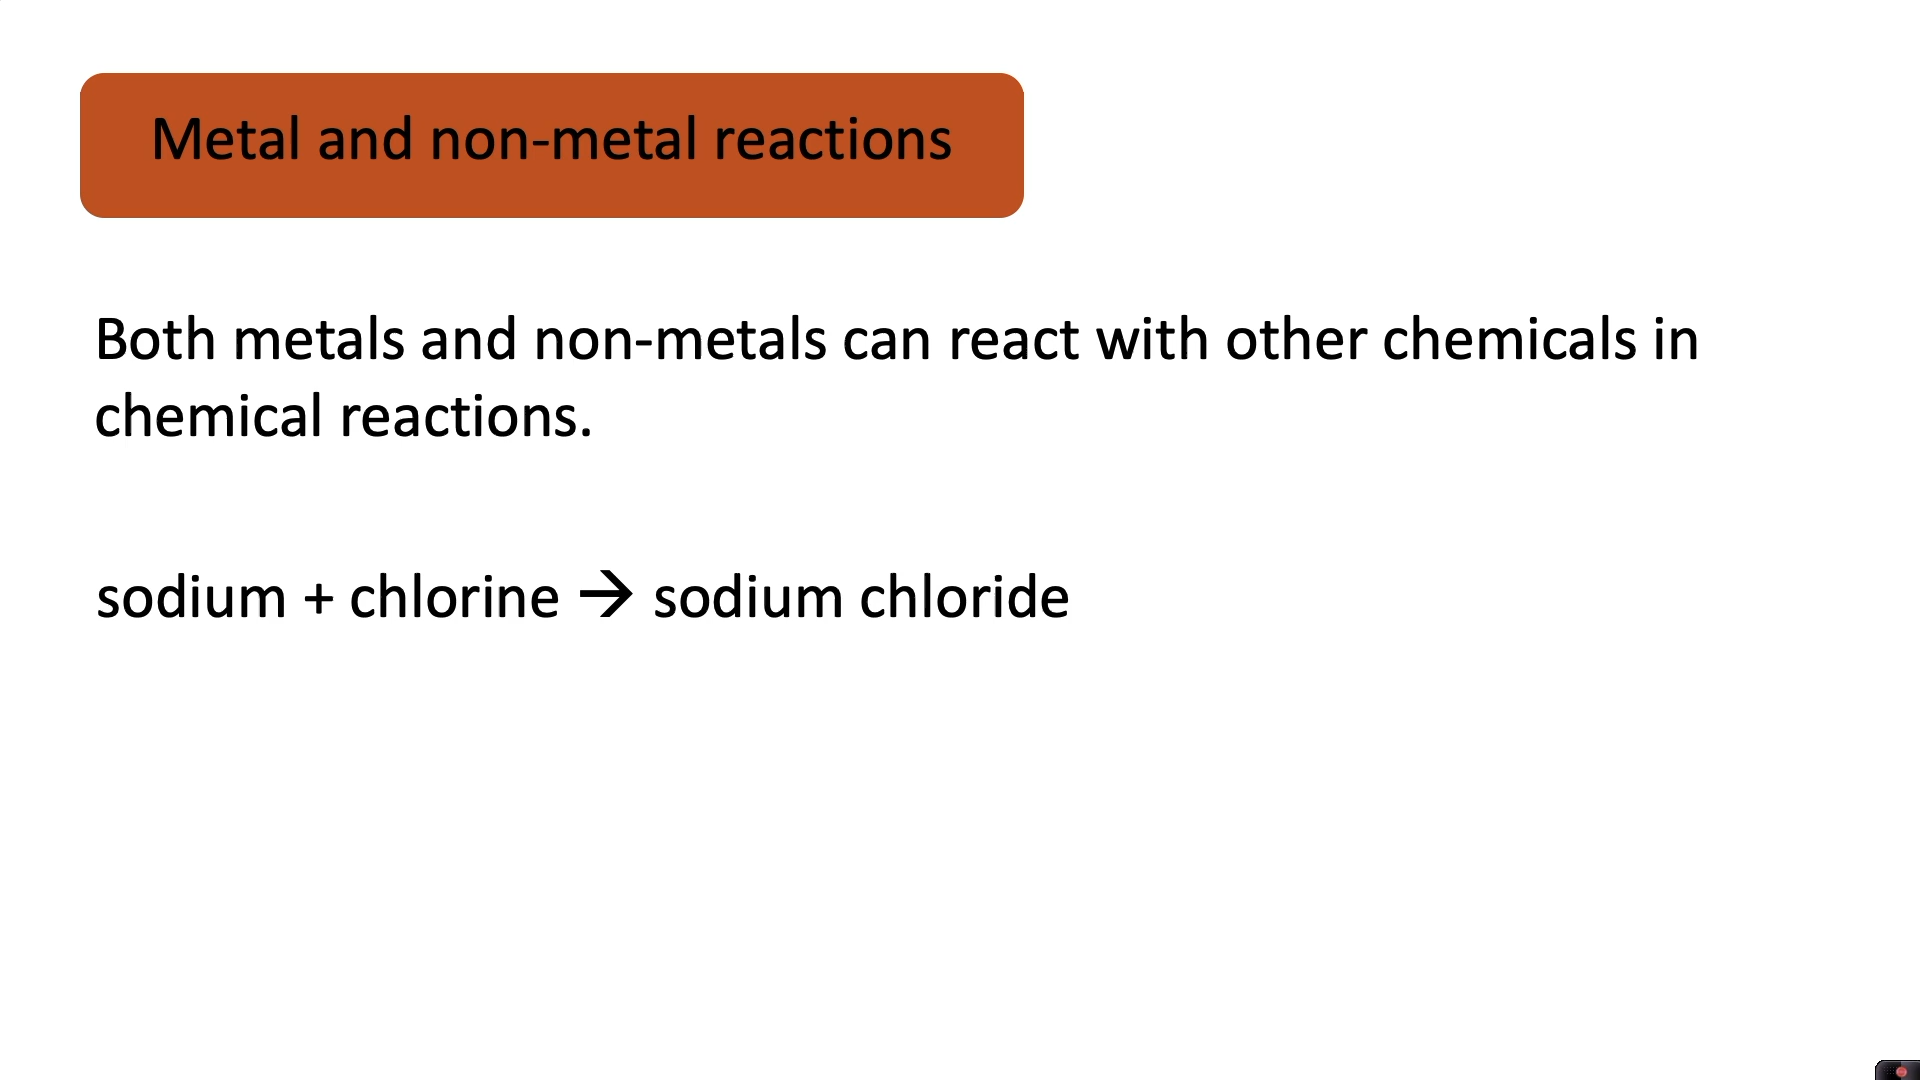 Metal and non-metal reactions
Both metals and non-metals can react with other chemicals in
chemical reactions.
sodium + chlorine → sodium chloride